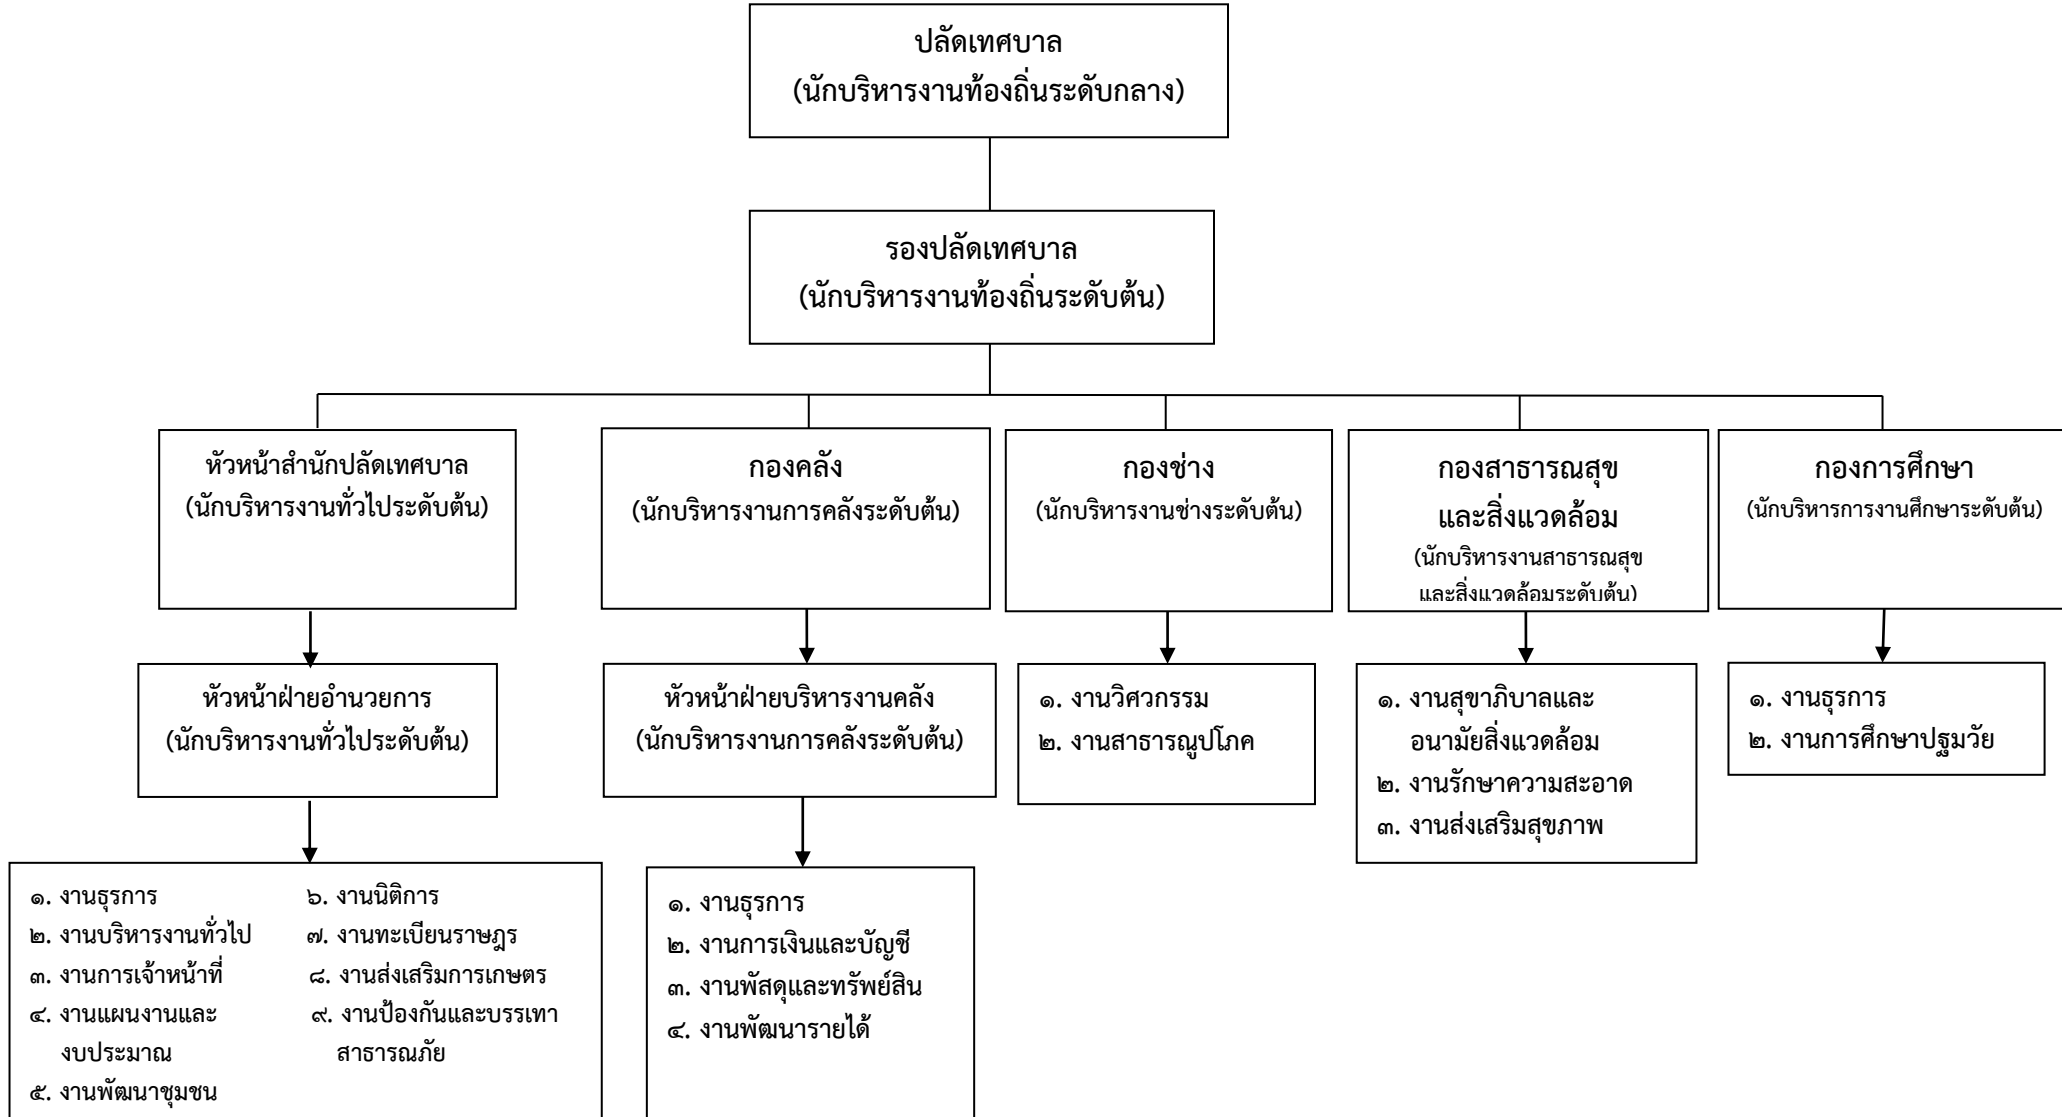 ปลัดเทศบาล
(นักบริหารงานท้องถิ่นระดับกลาง)
รองปลัดเทศบาล
(นักบริหารงานท้องถิ่นระดับต้น)
หัวหน้าสำนักปลัดเทศบาล
(นักบริหารงานทั่วไประดับต้น)
กองคลัง
(นักบริหารงานการคลังระดับต้น)
กองช่าง
(นักบริหารงานช่างระดับต้น)
กองสาธารณสุข
และสิ่งแวดล้อม
(นักบริหารงานสาธารณสุข
และสิ่งแวดล้อมระดับต้น)
กองการศึกษา
(นักบริหารการงานศึกษาระดับต้น)
หัวหน้าฝ่ายอำนวยการ
(นักบริหารงานทั่วไประดับต้น)
หัวหน้าฝ่ายบริหารงานคลัง
(นักบริหารงานการคลังระดับต้น)
๑. งานวิศวกรรม
๒. งานสาธารณูปโภค
๑. งานสุขาภิบาลและ
อนามัยสิ่งแวดล้อม
๒. งานรักษาความสะอาด
๓. งานส่งเสริมสุขภาพ
๑. งานธุรการ
๒. งานการศึกษาปฐมวัย
๑. งานธุรการ
๒. งานบริหารงานทั่วไป
๓. งานการเจ้าหน้าที่
๔. งานแผนงานและ
งบประมาณ
๕. งานพัฒนาชุมชน
๖. งานนิติการ
๗. งานทะเบียนราษฎร
๘. งานส่งเสริมการเกษตร
๙. งานป้องกันและบรรเทา
สาธารณภัย
๑. งานธุรการ
๒. งานการเงินและบัญชี
๓. งานพัสดุและทรัพย์สิน
๔. งานพัฒนารายได้